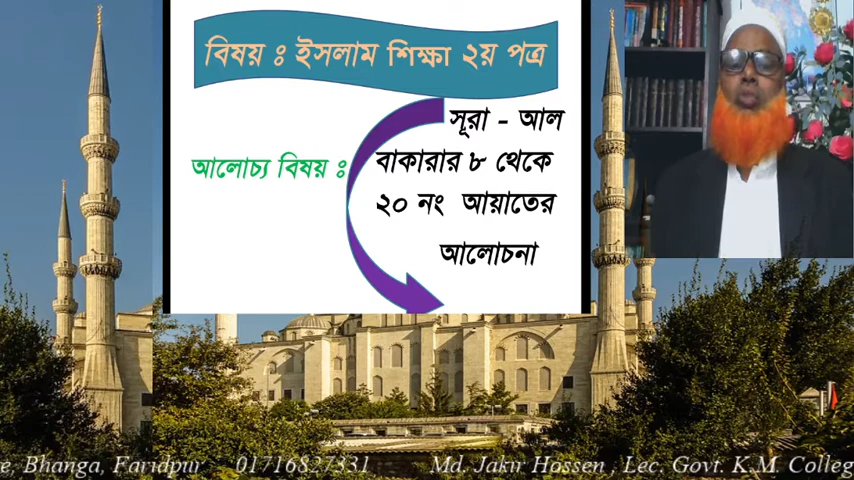 বিষয় ঃ ইসলাম শিক্ষা ২য় পত্র
আলোচ্য বিষয় ঃ
সূরা - আল
বাকারার ৮ থেকে
২০ নং আয়াতের
আলোচনা
e, Bhanga, Faridpur 01716827331 Md. Jakir Hossen , Lec. Govt. K.M. Colleg